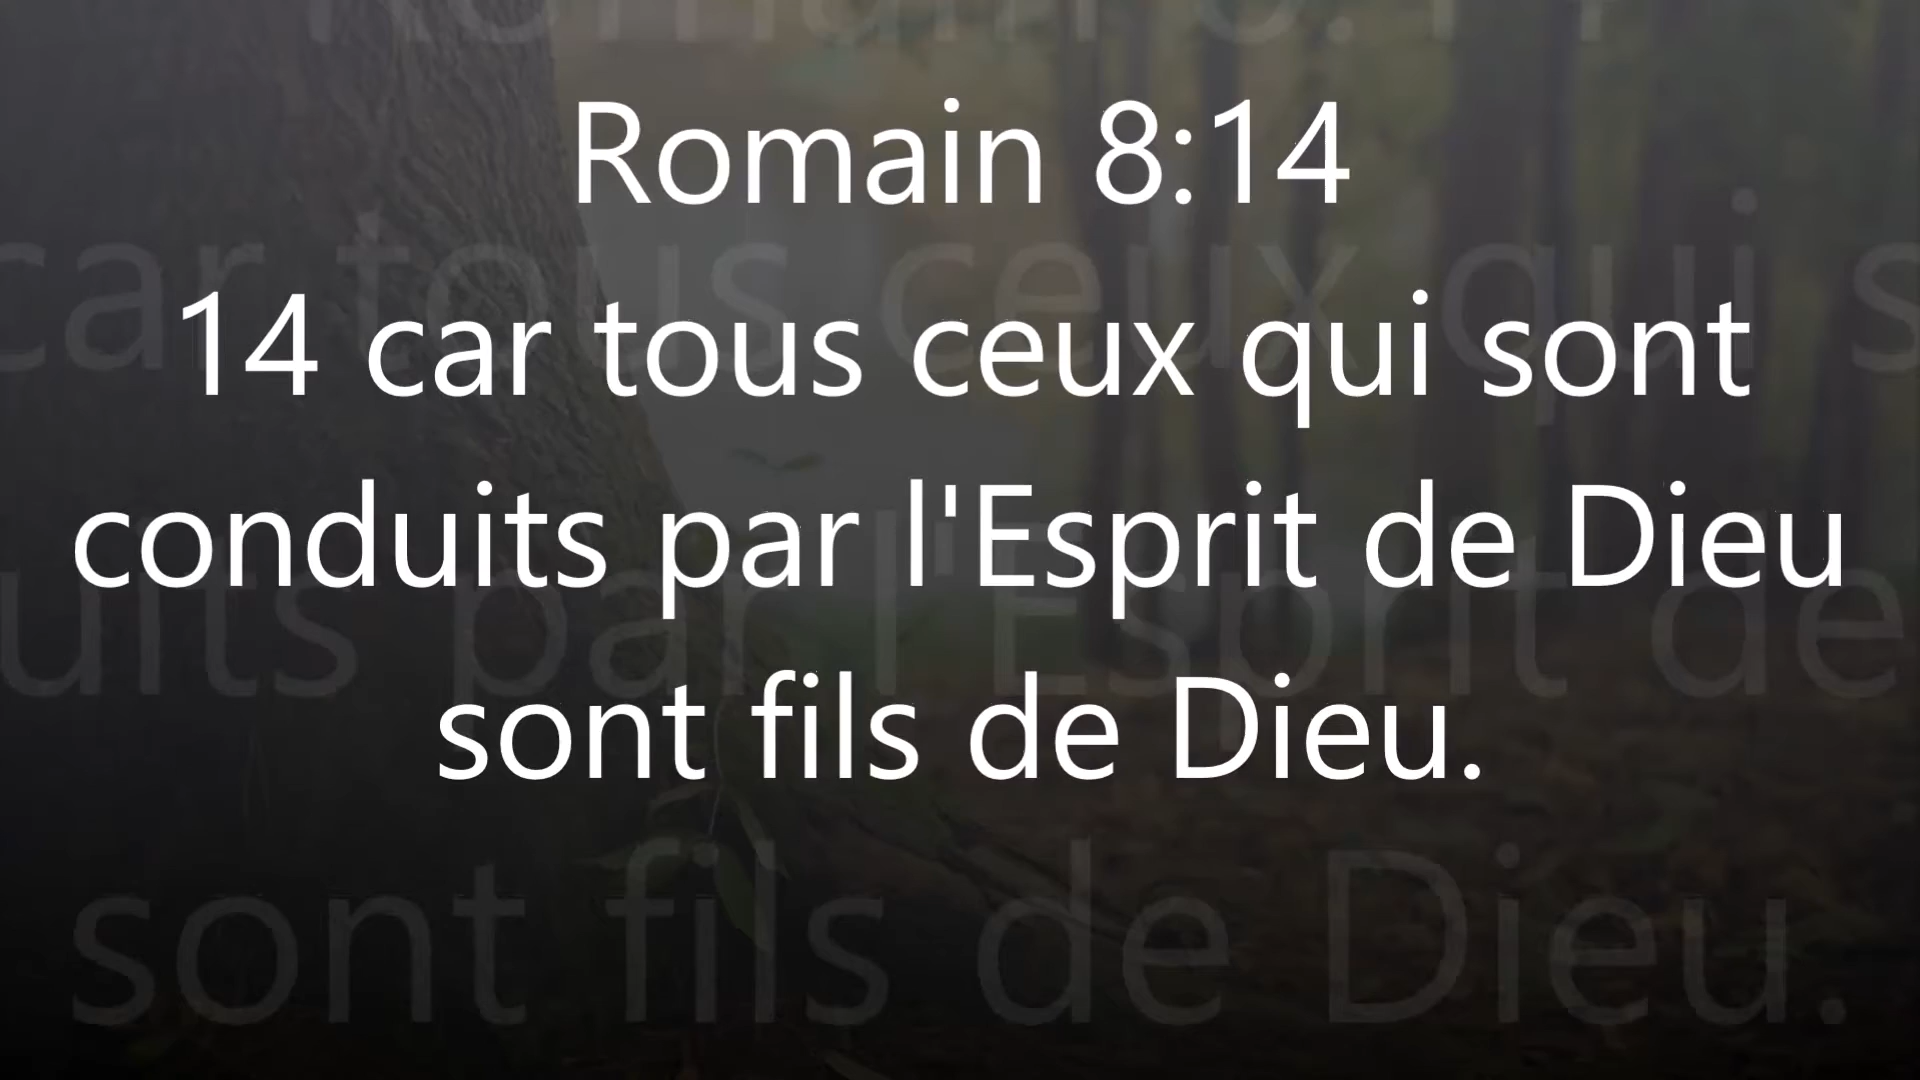 Romain 8:14
14 car tous ceux qui sont
conduits par l'Esprit de Dieu
sont fils de Dieu.